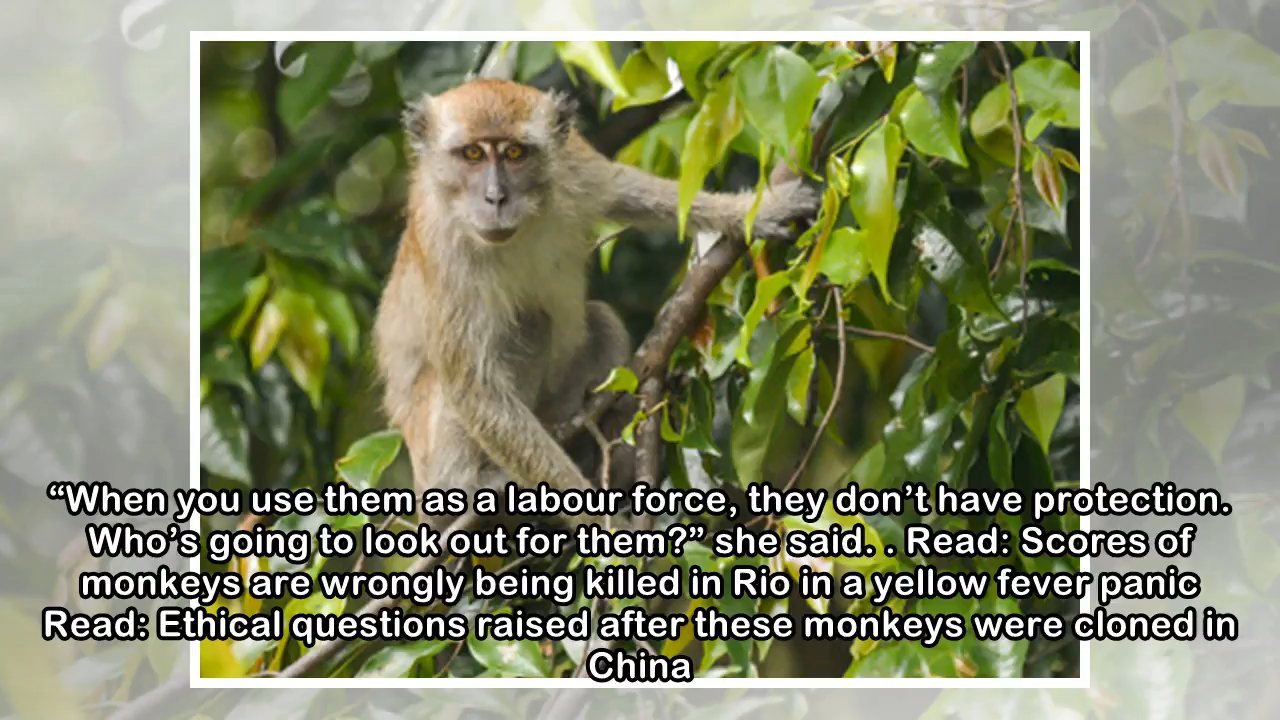 “When you use them as a labour force, they don’t have protection.
Who’s going to look out for them?” she said. . Read: Scores of
monkeys are wrongly being killed in Rio in a yellow fever panic
Read: Ethical questions raised after these monkeys were cloned in
China